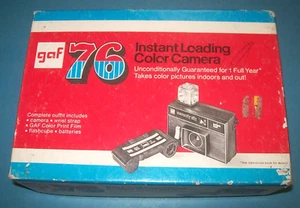 gaf 76
Instant Loading
Color Camera
Unconditionally Guaranteed for 1 Full Year*
Takes color pictures indoors and out!
Complete outfit includes
• camera • wrist strap
• GAF Color Print Film
• flashcube • batteries